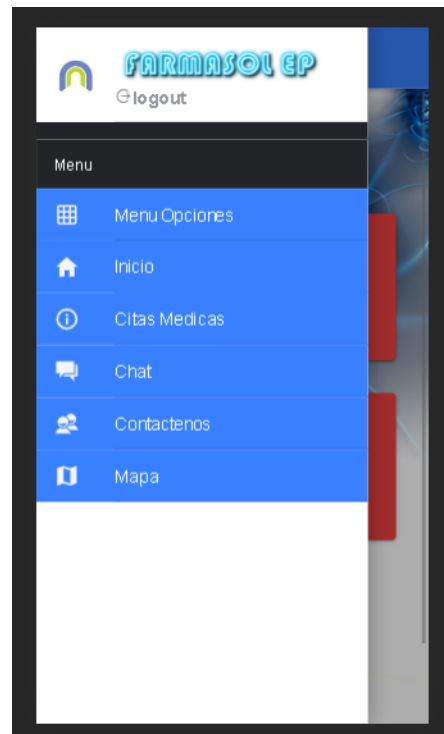 FARMASOL EP
logout
Menu
Menu Opciones
Inicio
Citas Medicas
Chat
Contactenos
Mapa